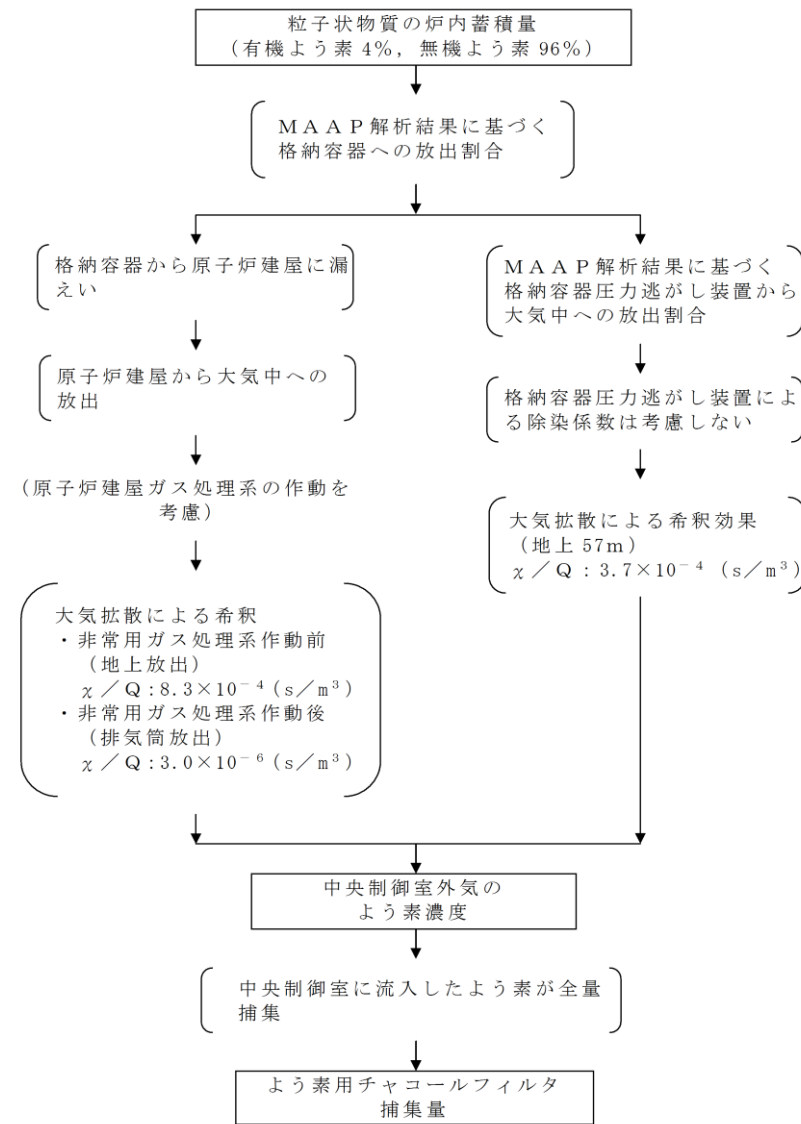 粒子状物質の炉内蓄積量
（有機よう素 4%，無機よう素 96%）
ＭＡＡＰ解析結果に基づく
格納容器への放出割合
格納容器から原子炉建屋に漏
えい
原子炉建屋から大気中への
放出
（原子炉建屋ガス処理系の作動を
考慮）
大気拡散による希釈
・非常用ガス処理系作動前
（地上放出）
χ／Q：8.3×10⁻⁴（s／m³）
・非常用ガス処理系作動後
（排気筒放出）
χ／Q：3.0×10⁻⁶（s／m³）
ＭＡＡＰ解析結果に基づく
格納容器圧力逃がし装置から
大気中への放出割合
格納容器圧力逃がし装置によ
る除染係数は考慮しない
大気拡散による希釈効果
（地上 57m）
χ／Q：3.7×10⁻⁴（s／m³）
中央制御室外気の
よう素濃度
中央制御室に流入したよう素が全量
捕集
よう素用チャコールフィルタ
捕集量